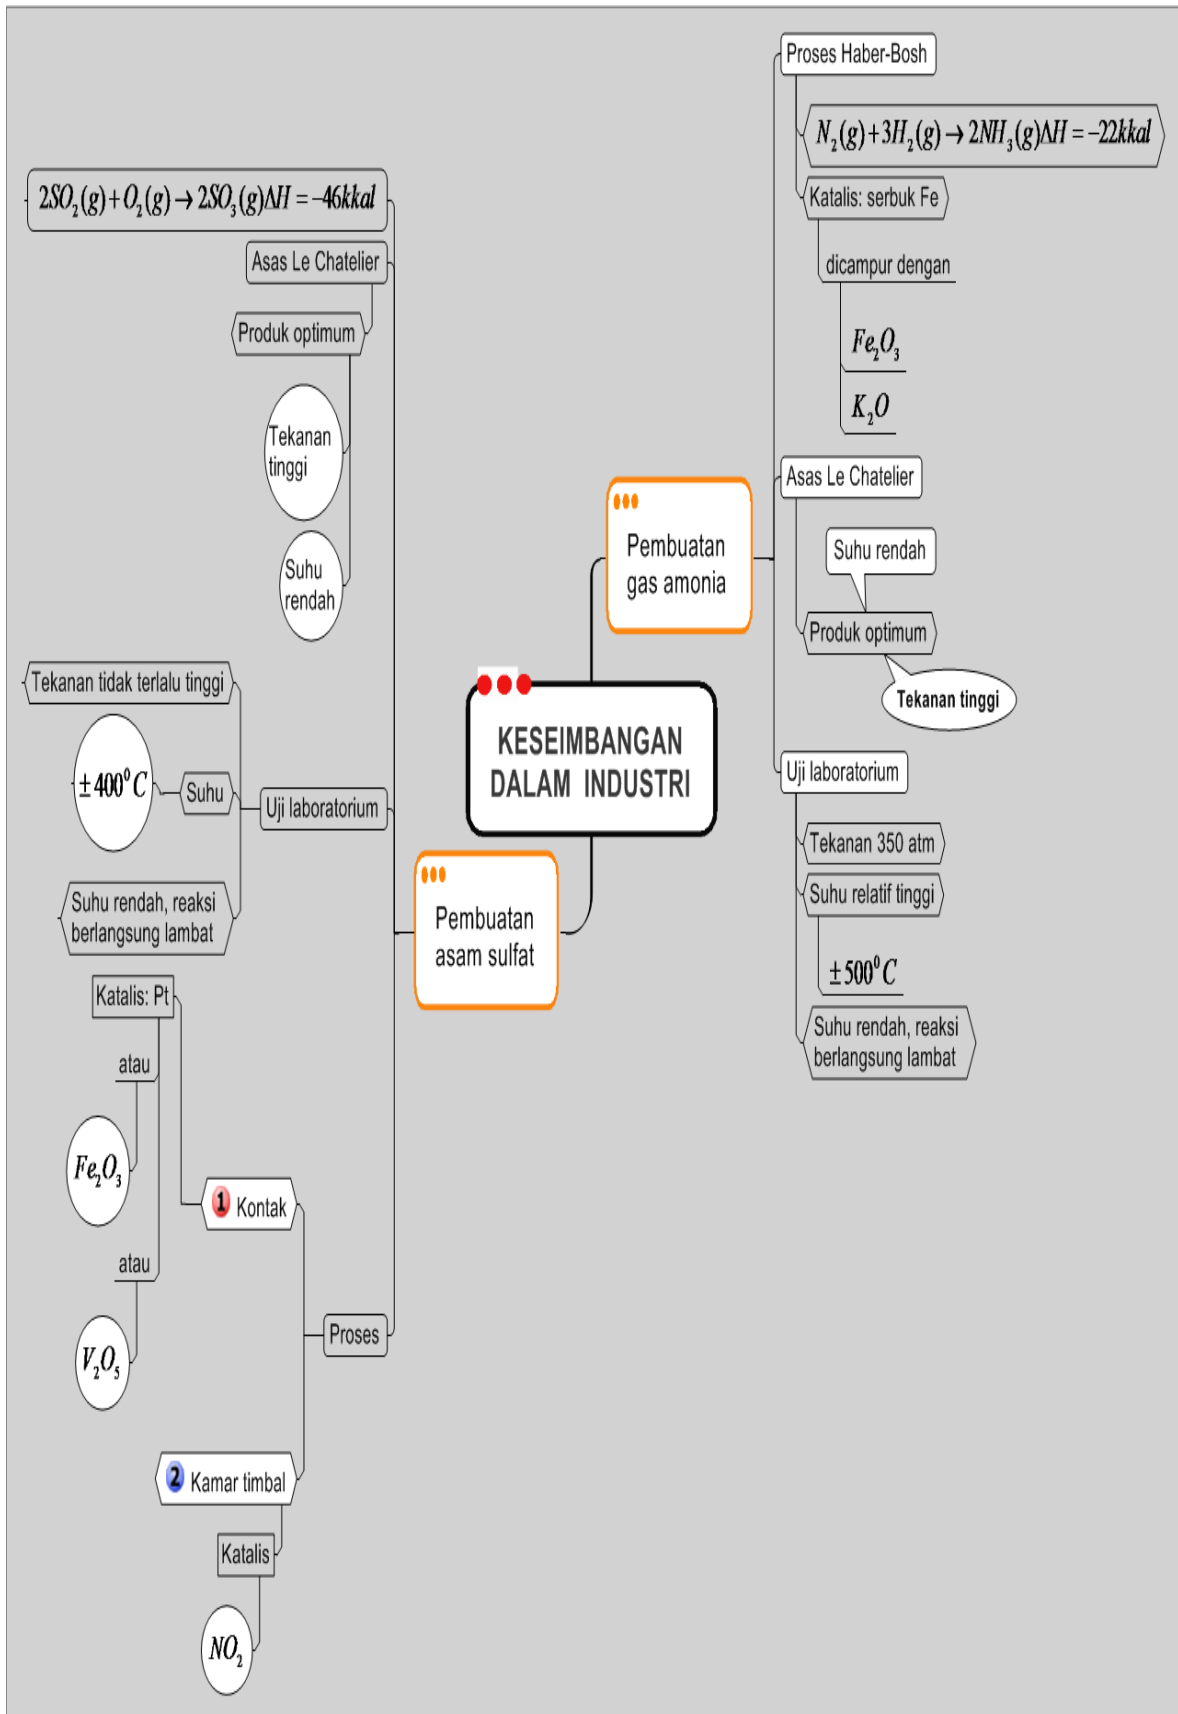 KESEIMBANGAN
DALAM INDUSTRI
Pembuatan
gas amonia
Proses Haber-Bosh
N₂(g)+3H₂(g)→2NH₃(g)ΔH=−22kkal
Katalis: serbuk Fe
dicampur dengan
Fe₂O₃
K₂O
Asas Le Chatelier
Suhu rendah
Produk optimum
Tekanan tinggi
Uji laboratorium
Tekanan 350 atm
Suhu relatif tinggi
±500⁰C
Suhu rendah, reaksi
berlangsung lambat
Pembuatan
asam sulfat
2SO₂(g)+O₂(g)→2SO₃(g)ΔH=−46kkal
Asas Le Chatelier
Produk optimum
Tekanan
tinggi
Suhu
rendah
Uji laboratorium
Tekanan tidak terlalu tinggi
Suhu
±400⁰C
Suhu rendah, reaksi
berlangsung lambat
Proses
1 Kontak
Katalis: Pt
atau
Fe₂O₃
atau
V₂O₅
2 Kamar timbal
Katalis
NO₂